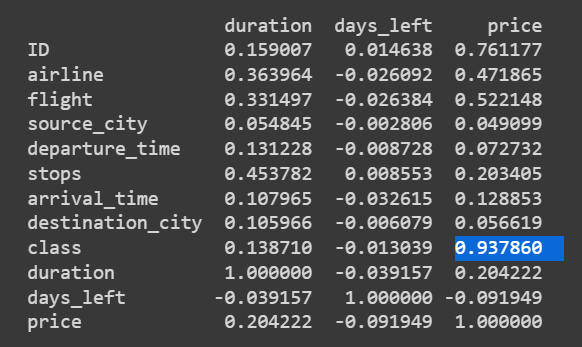 duration days_left price
ID 0.159007 0.014638 0.761177
airline 0.363964 -0.026092 0.471865
flight 0.331497 -0.026384 0.522148
source_city 0.054845 -0.002806 0.049099
departure_time 0.131228 -0.008728 0.072732
stops 0.453782 0.008553 0.203405
arrival_time 0.107965 -0.032615 0.128853
destination_city 0.105966 -0.006079 0.056619
class 0.138710 -0.013039 0.937860
duration 1.000000 -0.039157 0.204222
days_left -0.039157 1.000000 -0.091949
price 0.204222 -0.091949 1.000000